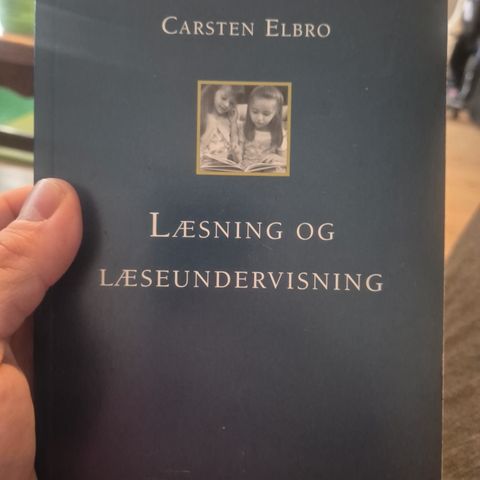 CARSTEN ELBRO
LÆSNING OG
LÆSEUNDERVISNING